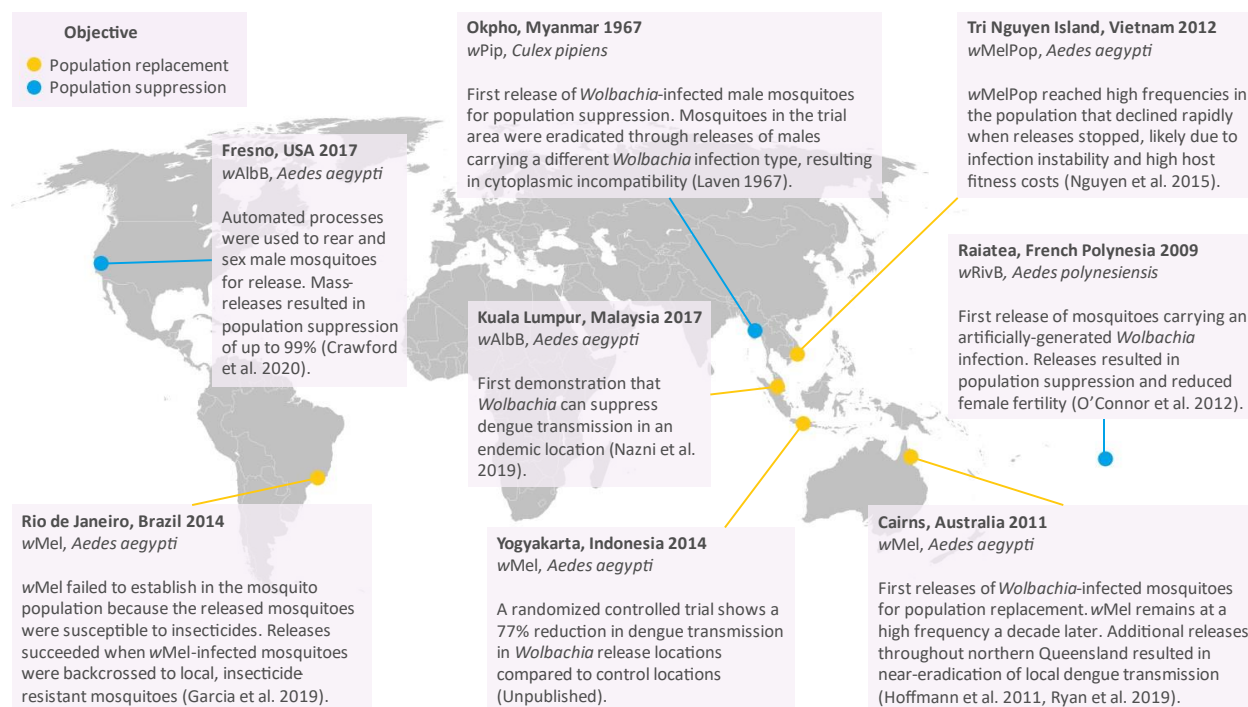 Objective
Population replacement
Population suppression
Okpho, Myanmar 1967
wPip, Culex pipiens
First release of Wolbachia-infected male mosquitoes
for population suppression. Mosquitoes in the trial
area were eradicated through releases of males
carrying a different Wolbachia infection type, resulting
in cytoplasmic incompatibility (Laven 1967).
Tri Nguyen Island, Vietnam 2012
wMelPop, Aedes aegypti
wMelPop reached high frequencies in
the population that declined rapidly
when releases stopped, likely due to
infection instability and high host
fitness costs (Nguyen et al. 2015).
Fresno, USA 2017
wAlbB, Aedes aegypti
Automated processes
were used to rear and
sex male mosquitoes
for release. Mass-
releases resulted in
population suppression
of up to 99% (Crawford
et al. 2020).
Raiatea, French Polynesia 2009
wRivB, Aedes polynesiensis
First release of mosquitoes carrying an
artificially-generated Wolbachia
infection. Releases resulted in
population suppression and reduced
female fertility (O’Connor et al. 2012).
Kuala Lumpur, Malaysia 2017
wAlbB, Aedes aegypti
First demonstration that
Wolbachia can suppress
dengue transmission in
an endemic location (Nazni et al.
2019).
Rio de Janeiro, Brazil 2014
wMel, Aedes aegypti
wMel failed to establish in the mosquito
population because the released mosquitoes
were susceptible to insecticides. Releases
succeeded when wMel-infected mosquitoes
were backcrossed to local, insecticide
resistant mosquitoes (Garcia et al. 2019).
Yogyakarta, Indonesia 2014
wMel, Aedes aegypti
A randomized controlled trial shows a
77% reduction in dengue transmission
in Wolbachia release locations
compared to control locations
(Unpublished).
Cairns, Australia 2011
wMel, Aedes aegypti
First releases of Wolbachia-infected mosquitoes
for population replacement. wMel remains at a
high frequency a decade later. Additional releases
throughout northern Queensland resulted in
near-eradication of local dengue transmission
(Hoffmann et al. 2011, Ryan et al. 2019).